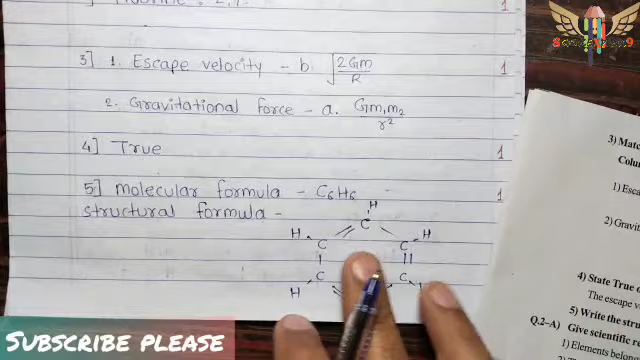 1
3] 1. Escape velocity - b. √2GM/R 1
2. Gravitational force - a. Gm₁m₂/r²
4] True 1
5] Molecular formula - C₆H₆ 1
structural formula -
H
C
H C C H
C C
H
3) Mat
Colu
1) Esca
2) Gravit
4) State True o
The escape v
5) Write the stru
Q.2-A) Give scientific
1) Elements belon
SUBSCRIBE PLEASE